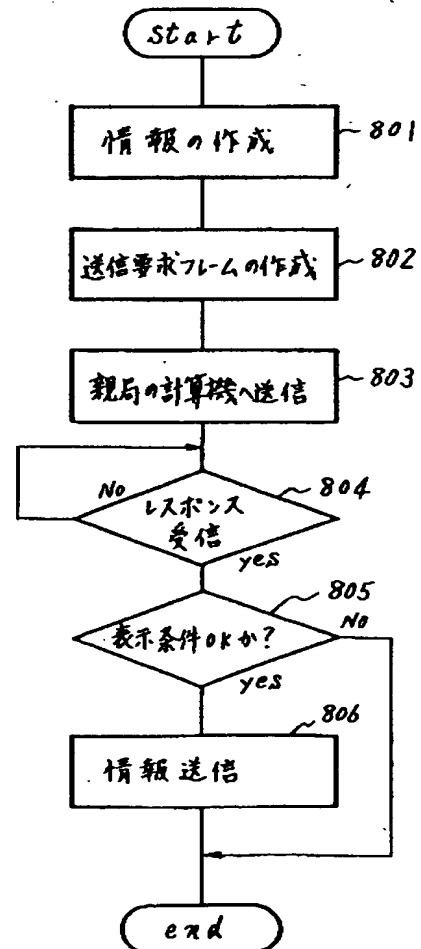 start
情報の作成
801
送信要求フレームの作成
802
親局の計算機へ送信
803
No
レスポンス
受信
804
yes
805
表示条件OKか?
No
yes
806
情報送信
end